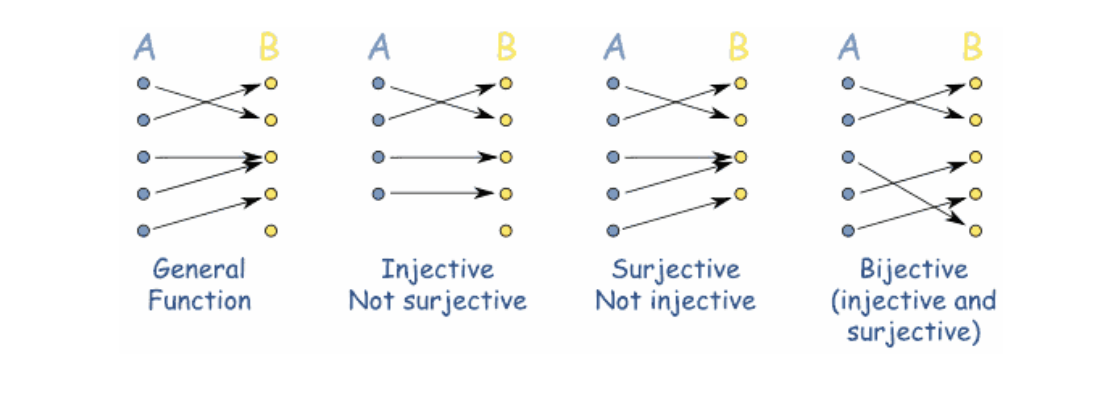 A B
A B
A B
A B
General
Function
Injective
Not surjective
Surjective
Not injective
Bijective
(injective and
surjective)